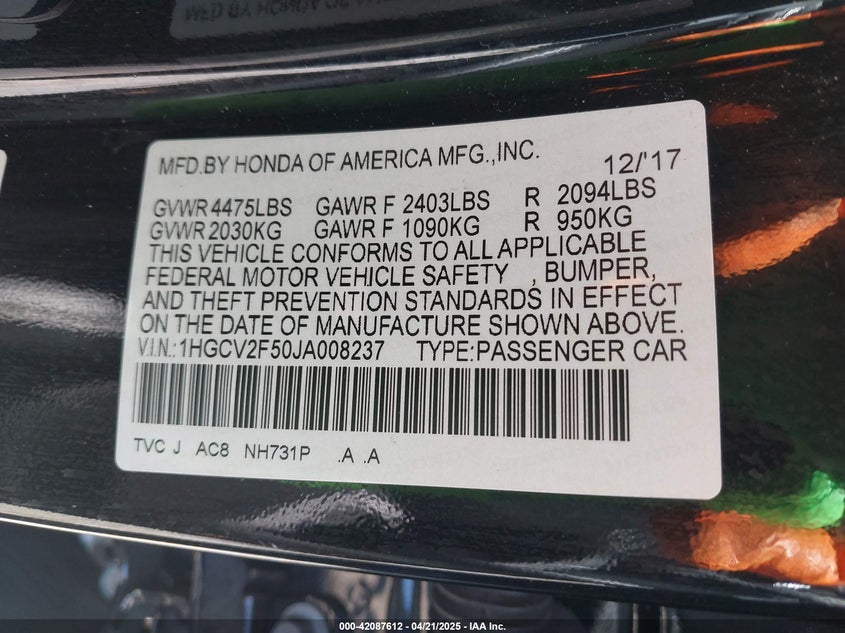 MFD.BY HONDA OF AMERICA MFG.,INC. 12/'17
GVWR 4475LBS GAWR F 2403LBS R 2094LBS
GVWR 2030KG GAWR F 1090KG R 950KG
THIS VEHICLE CONFORMS TO ALL APPLICABLE
FEDERAL MOTOR VEHICLE SAFETY , BUMPER,
AND THEFT PREVENTION STANDARDS IN EFFECT
ON THE DATE OF MANUFACTURE SHOWN ABOVE.
V.I.N.:1HGCV2F50JA008237 TYPE:PASSENGER CAR
TVC J AC8 NH731P .A .A
000-42087612 - 04/21/2025 - IAA Inc.